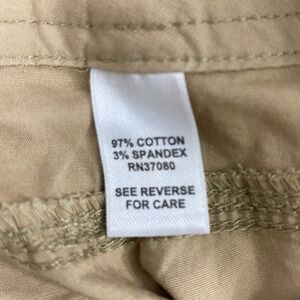 97% COTTON
3% SPANDEX
RN37080
SEE REVERSE
FOR CARE